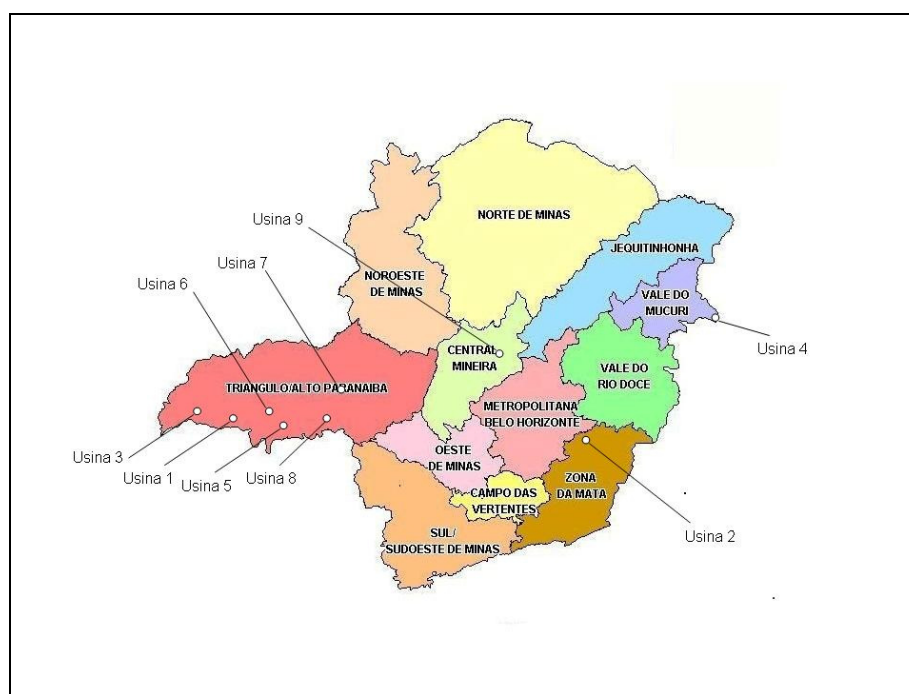 NORTE DE MINAS
Usina 9
JEQUITINHONHA
Usina 7
NOROESTE
DE MINAS
Usina 6
VALE DO
MUCURI
Usina 4
CENTRAL
MINEIRA
VALE DO
RIO DOCE
TRIANGULO/ALTO PARANAIBA
METROPOLITANA
BELO HORIZONTE
Usina 3
OESTE
DE MINAS
Usina 1
Usina 5
Usina 8
ZONA
DA MATA
CAMPO DAS
VERTENTES
Usina 2
SUL/
SUDOESTE DE MINAS